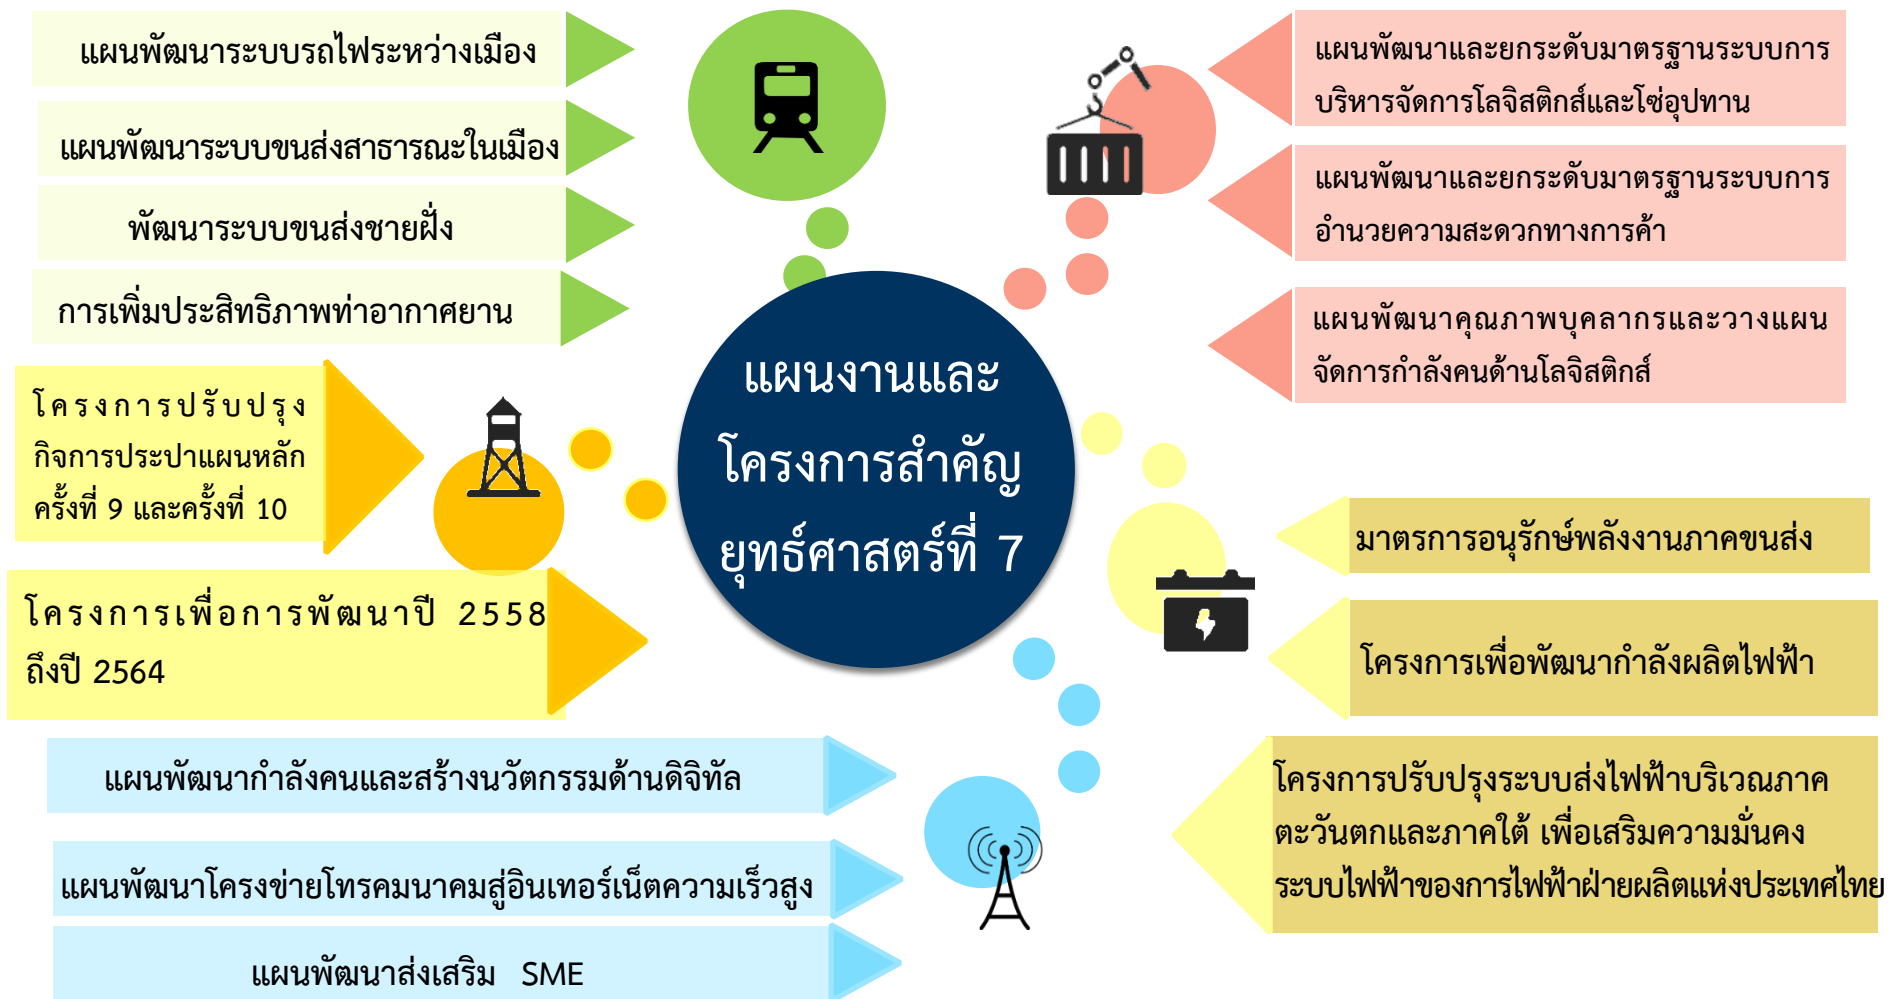 แผนพัฒนาระบบรถไฟระหว่างเมือง
แผนพัฒนาระบบขนส่งสาธารณะในเมือง
พัฒนาระบบขนส่งชายฝั่ง
การเพิ่มประสิทธิภาพท่าอากาศยาน
โครงการปรับปรุง
กิจการประปาแผนหลัก
ครั้งที่ 9 และครั้งที่ 10
โครงการเพื่อการพัฒนาปี 2558
ถึงปี 2564
แผนพัฒนากำลังคนและสร้างนวัตกรรมด้านดิจิทัล
แผนพัฒนาโครงข่ายโทรคมนาคมสู่อินเทอร์เน็ตความเร็วสูง
แผนพัฒนาส่งเสริม SME
แผนงานและ
โครงการสำคัญ
ยุทธ์ศาสตร์ที่ 7
แผนพัฒนาและยกระดับมาตรฐานระบบการ
บริหารจัดการโลจิสติกส์และโซ่อุปทาน
แผนพัฒนาและยกระดับมาตรฐานระบบการ
อำนวยความสะดวกทางการค้า
แผนพัฒนาคุณภาพบุคลากรและวางแผน
จัดการกำลังคนด้านโลจิสติกส์
มาตรการอนุรักษ์พลังงานภาคขนส่ง
โครงการเพื่อพัฒนากำลังผลิตไฟฟ้า
โครงการปรับปรุงระบบส่งไฟฟ้าบริเวณภาค
ตะวันตกและภาคใต้ เพื่อเสริมความมั่นคง
ระบบไฟฟ้าของการไฟฟ้าฝ่ายผลิตแห่งประเทศไทย